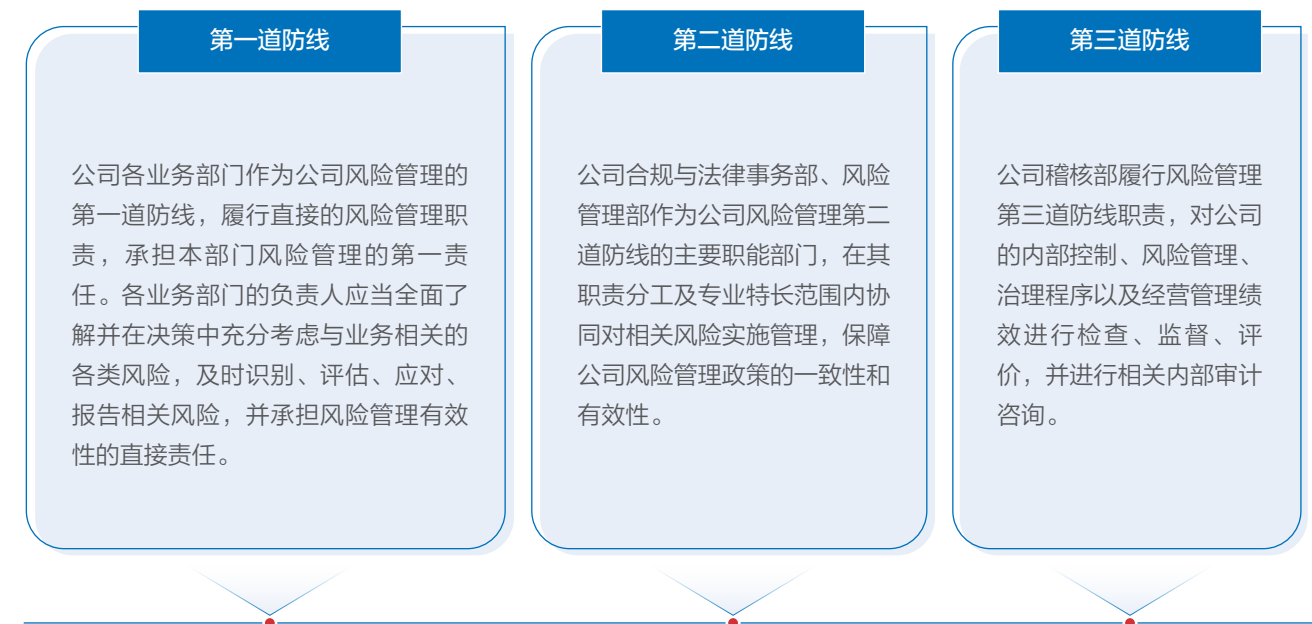 第一道防线
公司各业务部门作为公司风险管理的
第一道防线，履行直接的风险管理职
责，承担本部门风险管理的第一责
任。各业务部门的负责人应当全面了
解并在决策中充分考虑与业务相关的
各类风险，及时识别、评估、应对、
报告相关风险，并承担风险管理有效
性的直接责任。
第二道防线
公司合规与法律事务部、风险
管理部作为公司风险管理第二
道防线的主要职能部门，在其
职责分工及专业特长范围内协
同对相关风险实施管理，保障
公司风险管理政策的一致性和
有效性。
第三道防线
公司稽核部履行风险管理
第三道防线职责，对公司
的内部控制、风险管理、
治理程序以及经营管理绩
效进行检查、监督、评
价，并进行相关内部审计
咨询。